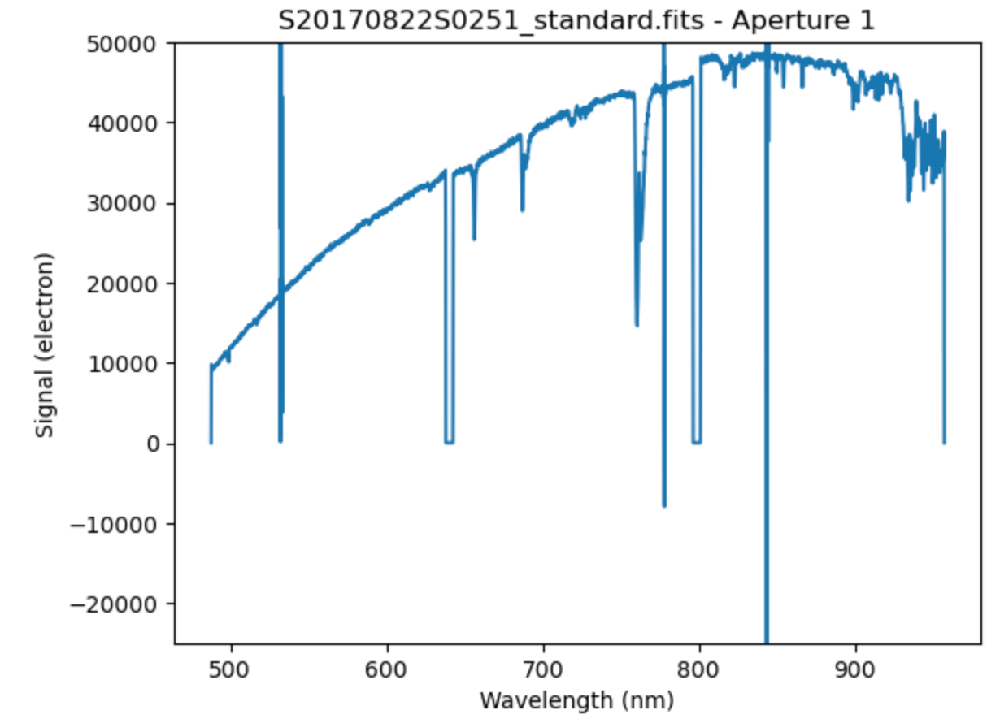 S20170822S0251_standard.fits - Aperture 1
50000
40000
30000
20000
10000
0
−10000
−20000
Signal (electron)
500 600 700 800 900
Wavelength (nm)